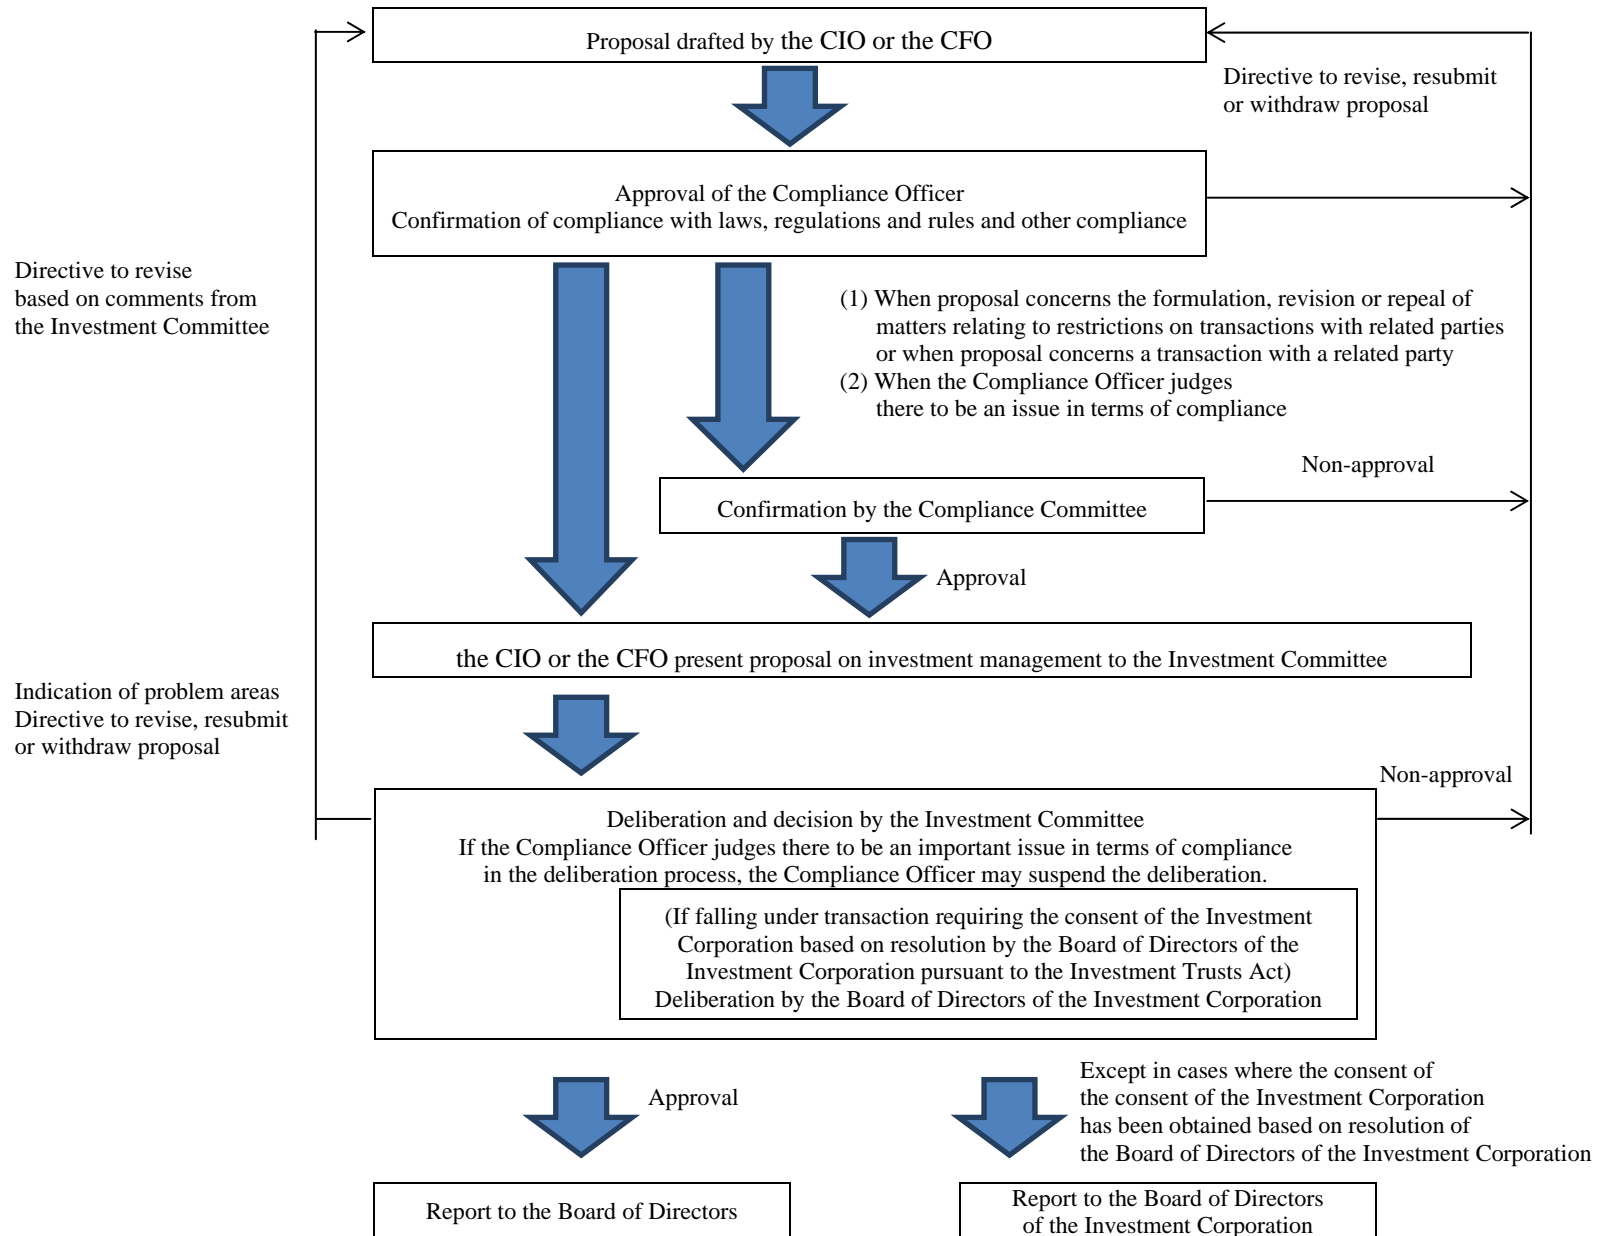 Proposal drafted by the CIO or the CFO
Directive to revise, resubmit
or withdraw proposal
Approval of the Compliance Officer
Confirmation of compliance with laws, regulations and rules and other compliance
Directive to revise
based on comments from
the Investment Committee
(1) When proposal concerns the formulation, revision or repeal of
matters relating to restrictions on transactions with related parties
or when proposal concerns a transaction with a related party
(2) When the Compliance Officer judges
there to be an issue in terms of compliance
Non-approval
Confirmation by the Compliance Committee
Approval
the CIO or the CFO present proposal on investment management to the Investment Committee
Indication of problem areas
Directive to revise, resubmit
or withdraw proposal
Non-approval
Deliberation and decision by the Investment Committee
If the Compliance Officer judges there to be an important issue in terms of compliance
in the deliberation process, the Compliance Officer may suspend the deliberation.
(If falling under transaction requiring the consent of the Investment
Corporation based on resolution by the Board of Directors of the
Investment Corporation pursuant to the Investment Trusts Act)
Deliberation by the Board of Directors of the Investment Corporation
Approval
Except in cases where the consent of
the consent of the Investment Corporation
has been obtained based on resolution of
the Board of Directors of the Investment Corporation
Report to the Board of Directors
Report to the Board of Directors
of the Investment Corporation